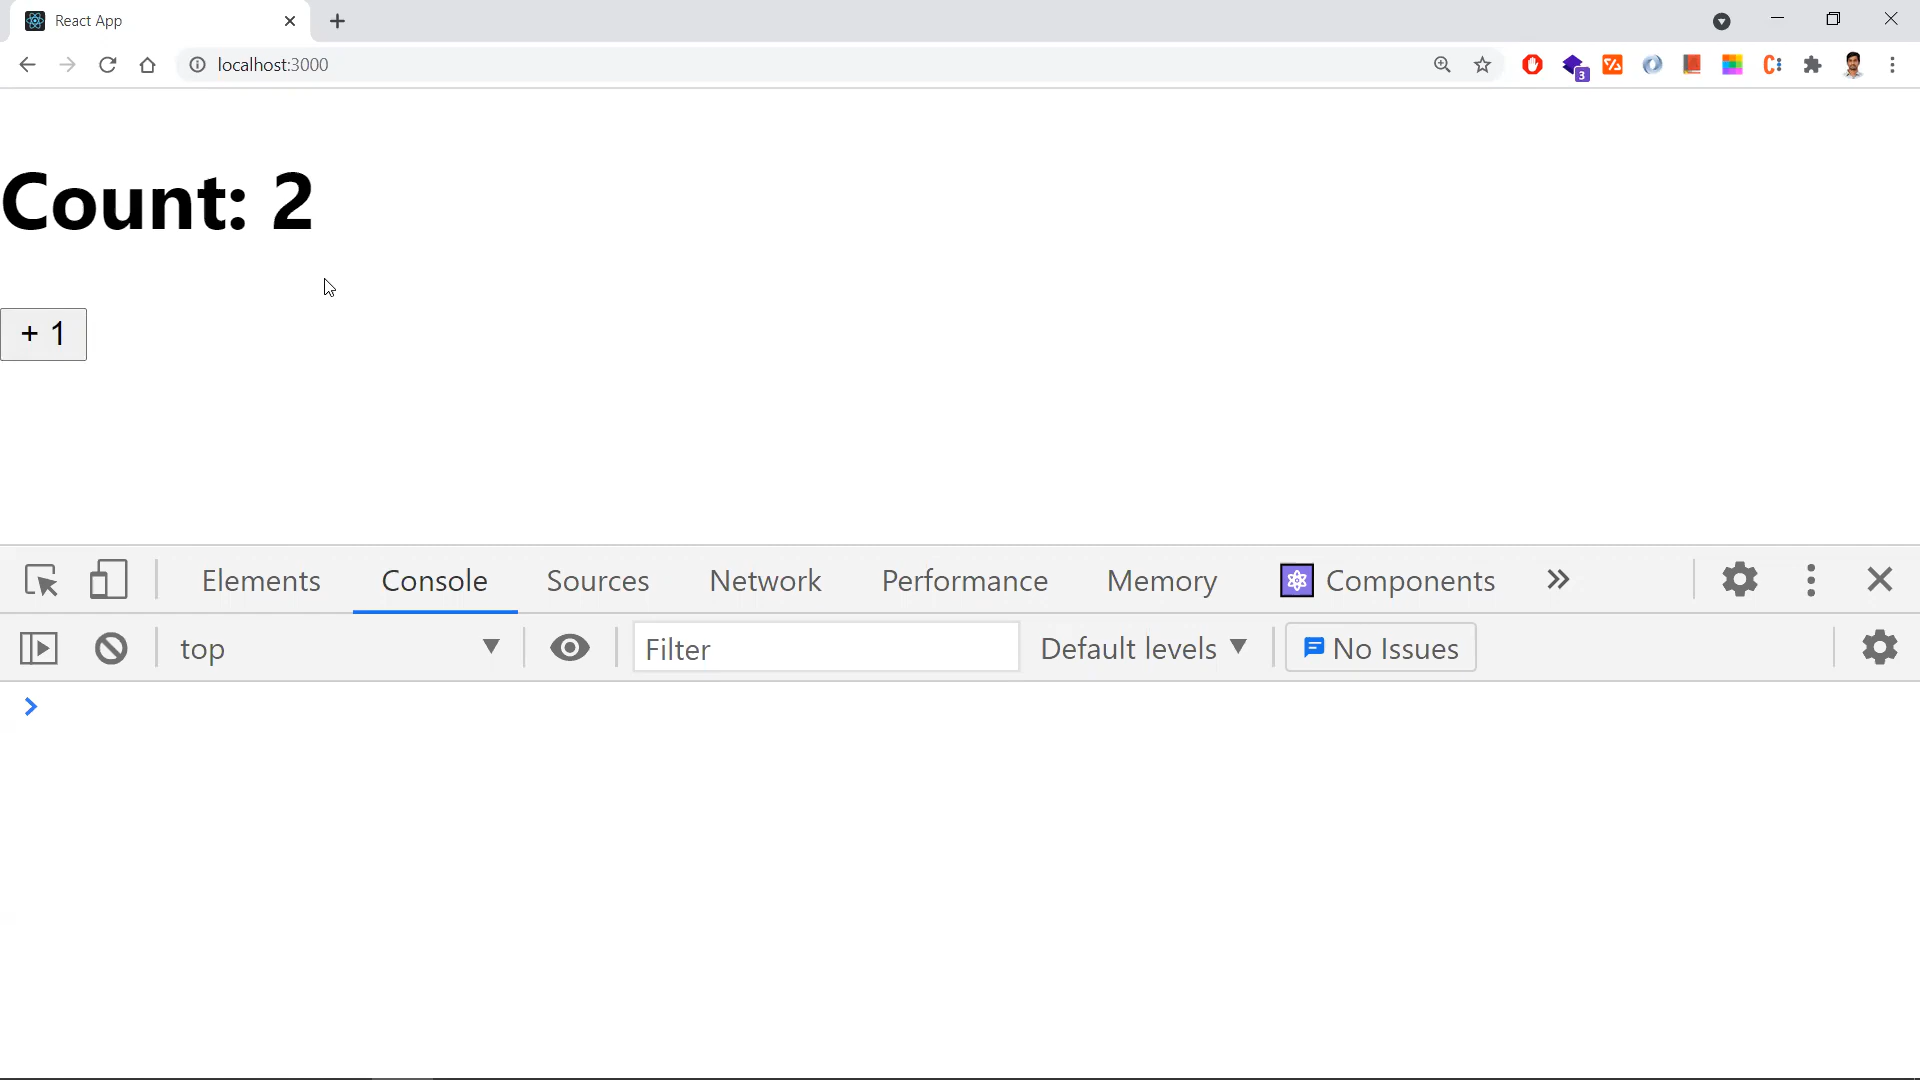 React App
localhost:3000
3
C:
Count: 2
+ 1
Elements Console Sources Network Performance Memory Components
top Filter Default levels No Issues